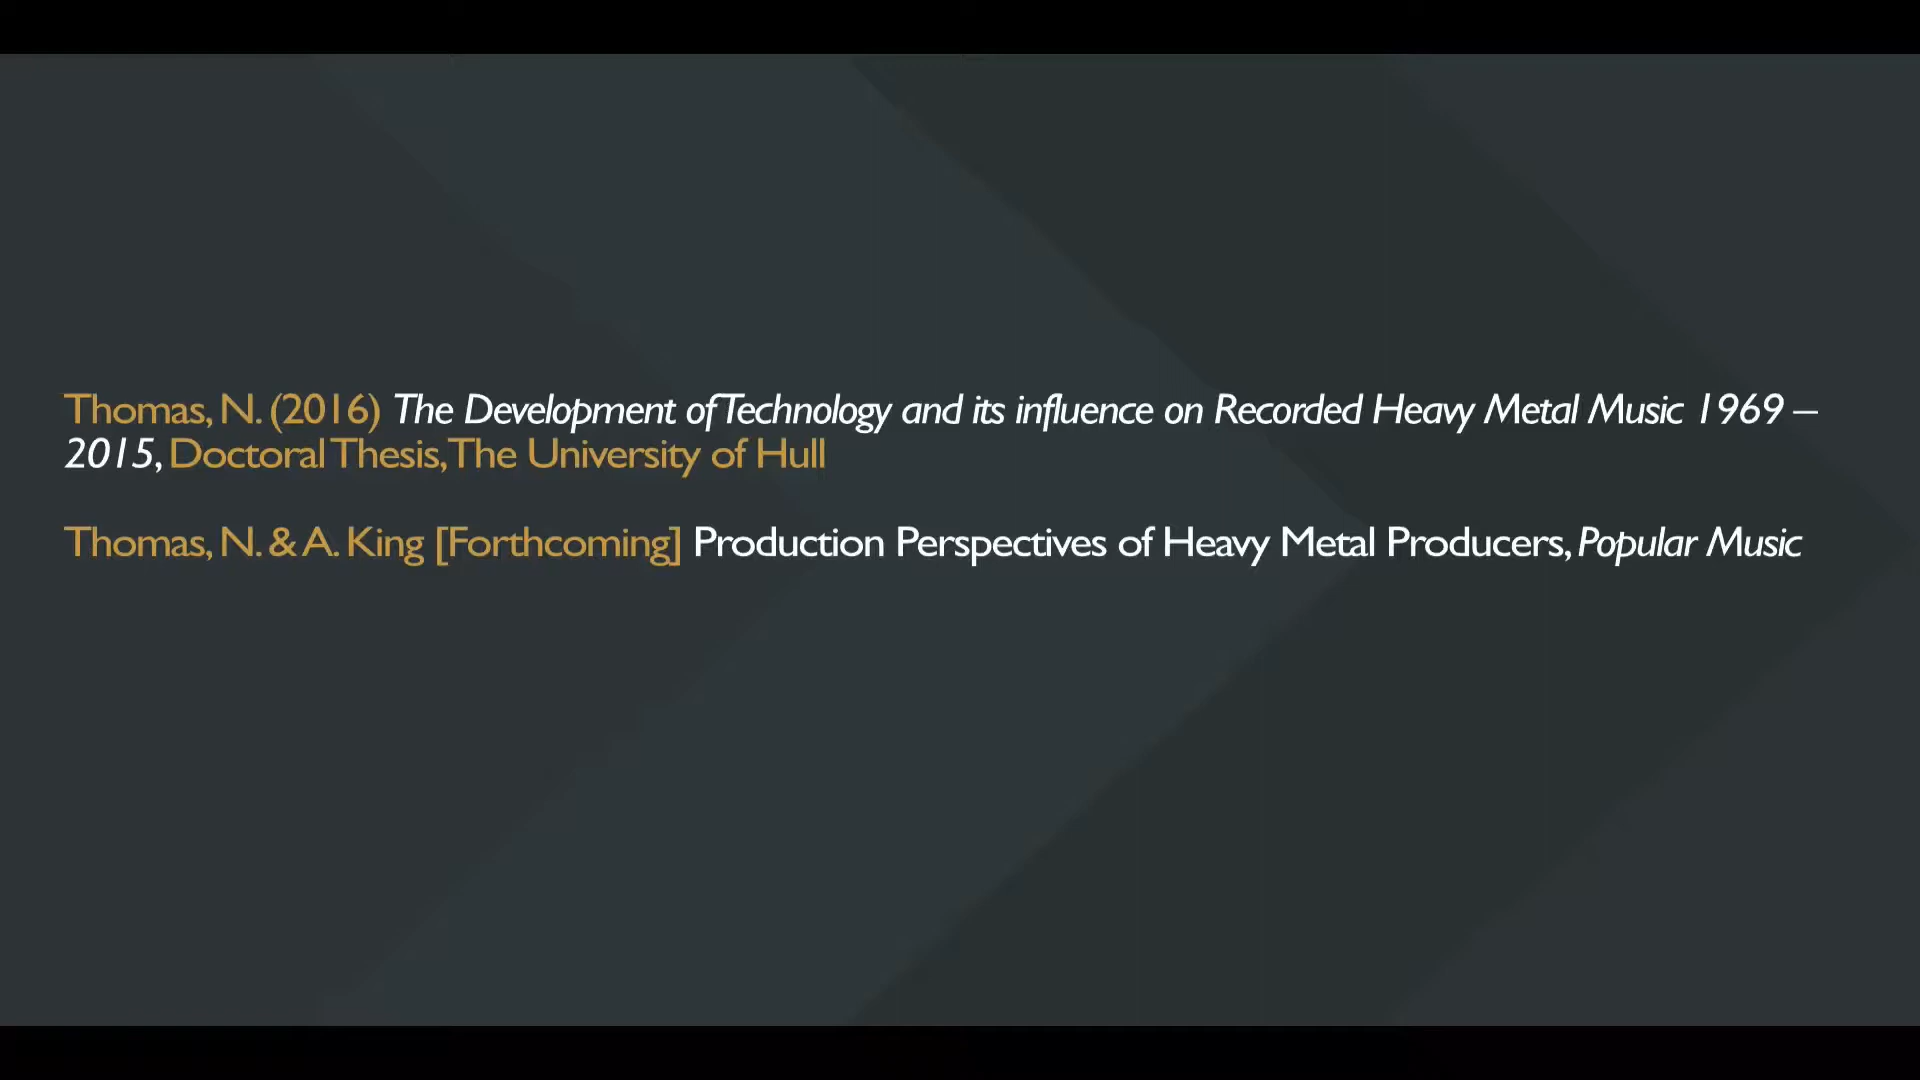 Thomas, N. (2016) The Development of Technology and its influence on Recorded Heavy Metal Music 1969 –
2015, Doctoral Thesis, The University of Hull
Thomas, N. & A. King [Forthcoming] Production Perspectives of Heavy Metal Producers, Popular Music